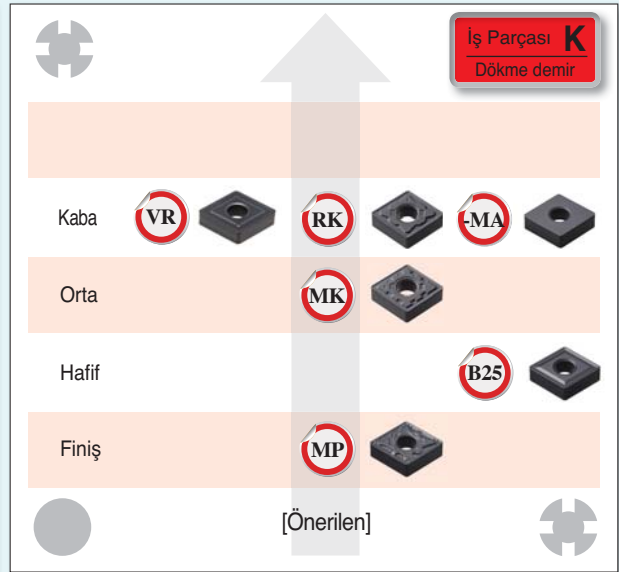 İş Parçası K
Dökme demir
Kaba VR RK -MA
Orta MK
Hafif B25
Finiş MP
[Önerilen]